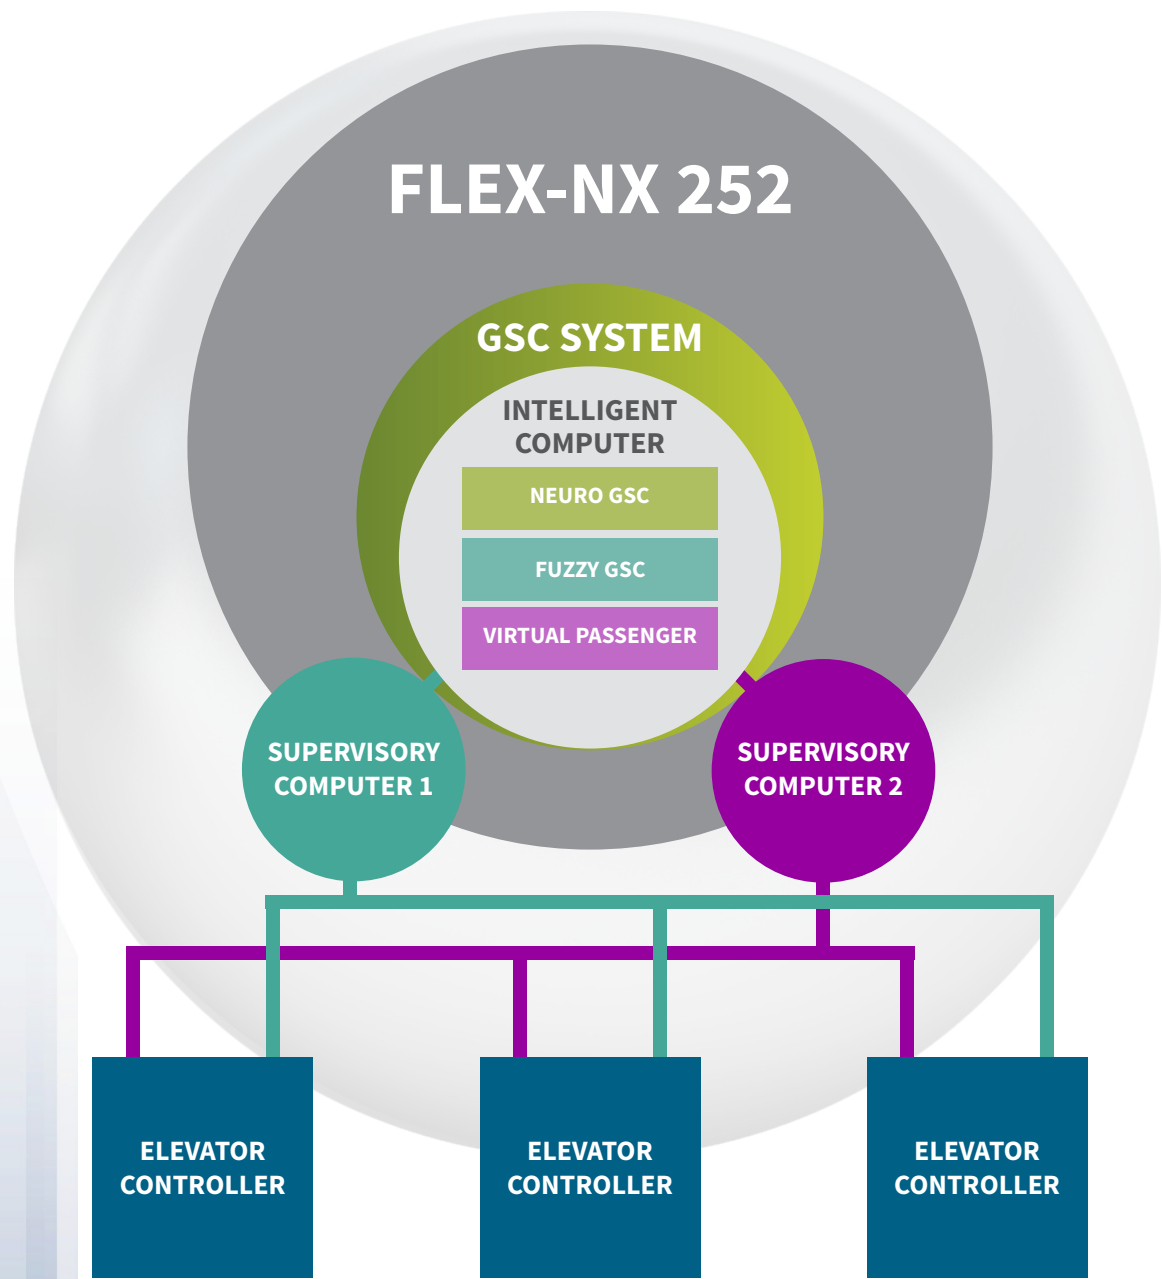 FLEX-NX 252
GSC SYSTEM
INTELLIGENT
COMPUTER
NEURO GSC
FUZZY GSC
VIRTUAL PASSENGER
SUPERVISORY
COMPUTER 1
SUPERVISORY
COMPUTER 2
ELEVATOR
CONTROLLER
ELEVATOR
CONTROLLER
ELEVATOR
CONTROLLER